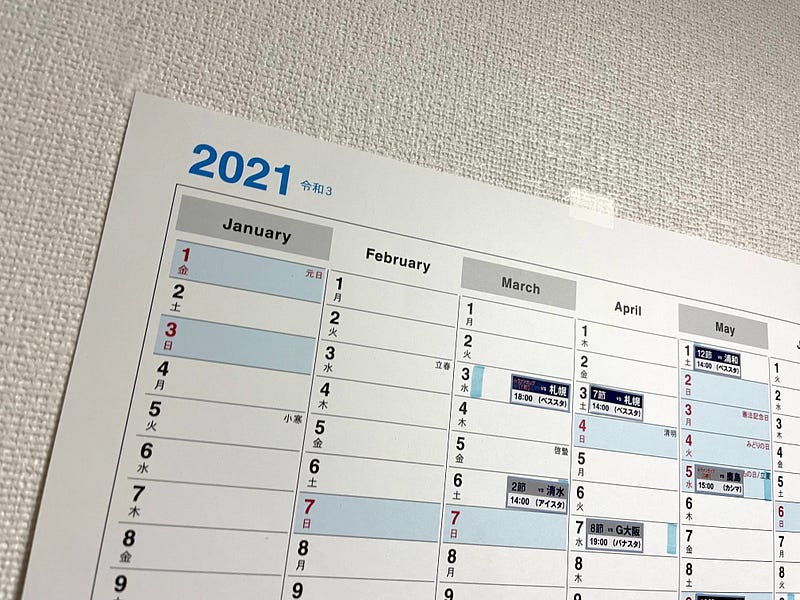 2021 令和3
January
1
金 元日
2
土
3
日
4
月
5
火 小寒
6
水
7
木
8
金
9
February
1
月
2
火
3
水 立春
4
木
5
金
6
土
7
日
8
月
9
March
1
月
2
火
3
水
vs 札幌
18:00 (ベススタ)
4
木
5
金 啓蟄
6
土
2節 vs 清水
14:00 (アイスタ)
7
日
8
月
9
April
1
木
2
金
3
土
7節 vs 札幌
14:00 (ベススタ)
4
日 清明
5
月
6
火
7
水
8節 vs G大阪
19:00 (パナスタ)
8
木
May
1
土
12節 vs 浦和
14:00 (ベススタ)
2
日
3
月 憲法記念日
4
火 みどりの日
5
水 の日/立夏
vs 鹿島
15:00 (カシマ)
6
木
7
金
8
土
1
火
2
水
3
木
4
金
5
土
6
日
7
月
8
火